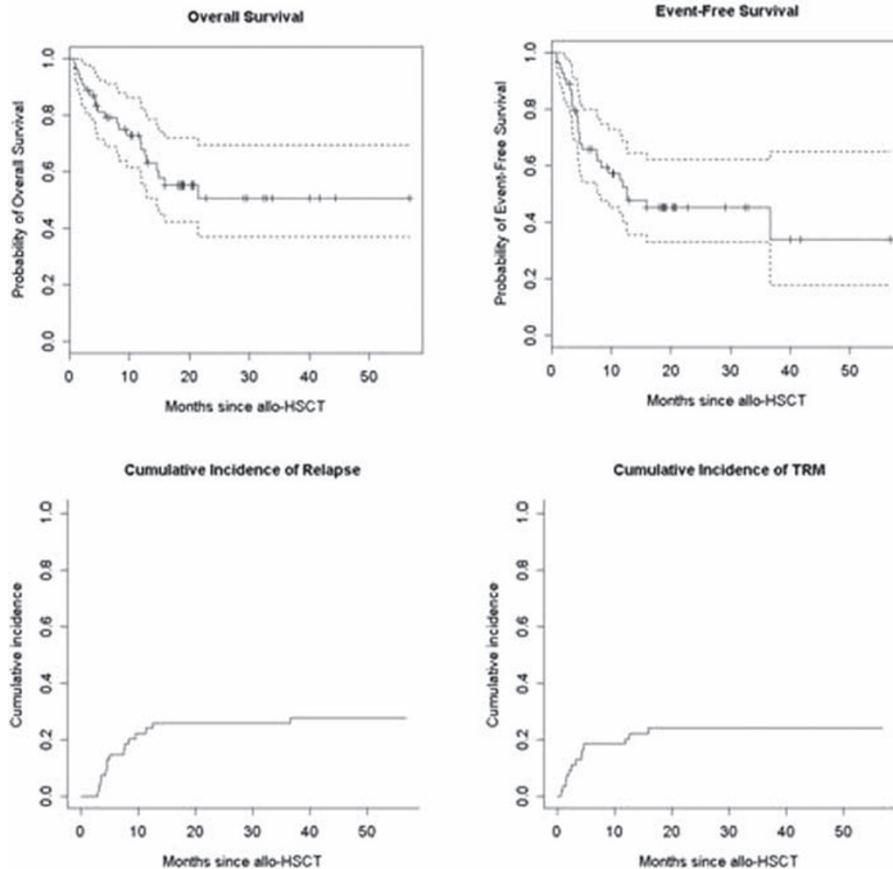 Overall Survival
Probability of Overall Survival
1.0
0.8
0.6
0.4
0.2
0.0
0 10 20 30 40 50
Months since allo-HSCT
Event-Free Survival
Probability of Event-Free Survival
1.0
0.8
0.6
0.4
0.2
0.0
0 10 20 30 40 50
Months since allo-HSCT
Cumulative Incidence of Relapse
Cumulative incidence
1.0
0.8
0.6
0.4
0.2
0.0
0 10 20 30 40 50
Months since allo-HSCT
Cumulative Incidence of TRM
Cumulative incidence
1.0
0.8
0.6
0.4
0.2
0.0
0 10 20 30 40 50
Months since allo-HSCT